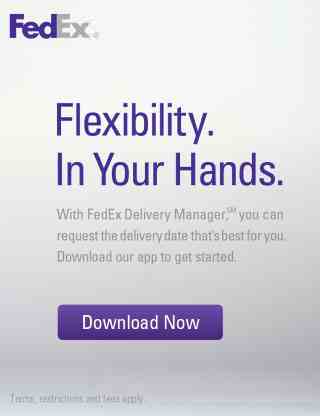 FedEx®
Flexibility.
In Your Hands.
With FedEx Delivery Manager,℠ you can
request the delivery date that's best for you.
Download our app to get started.
Download Now
Terms, restrictions and fees apply.